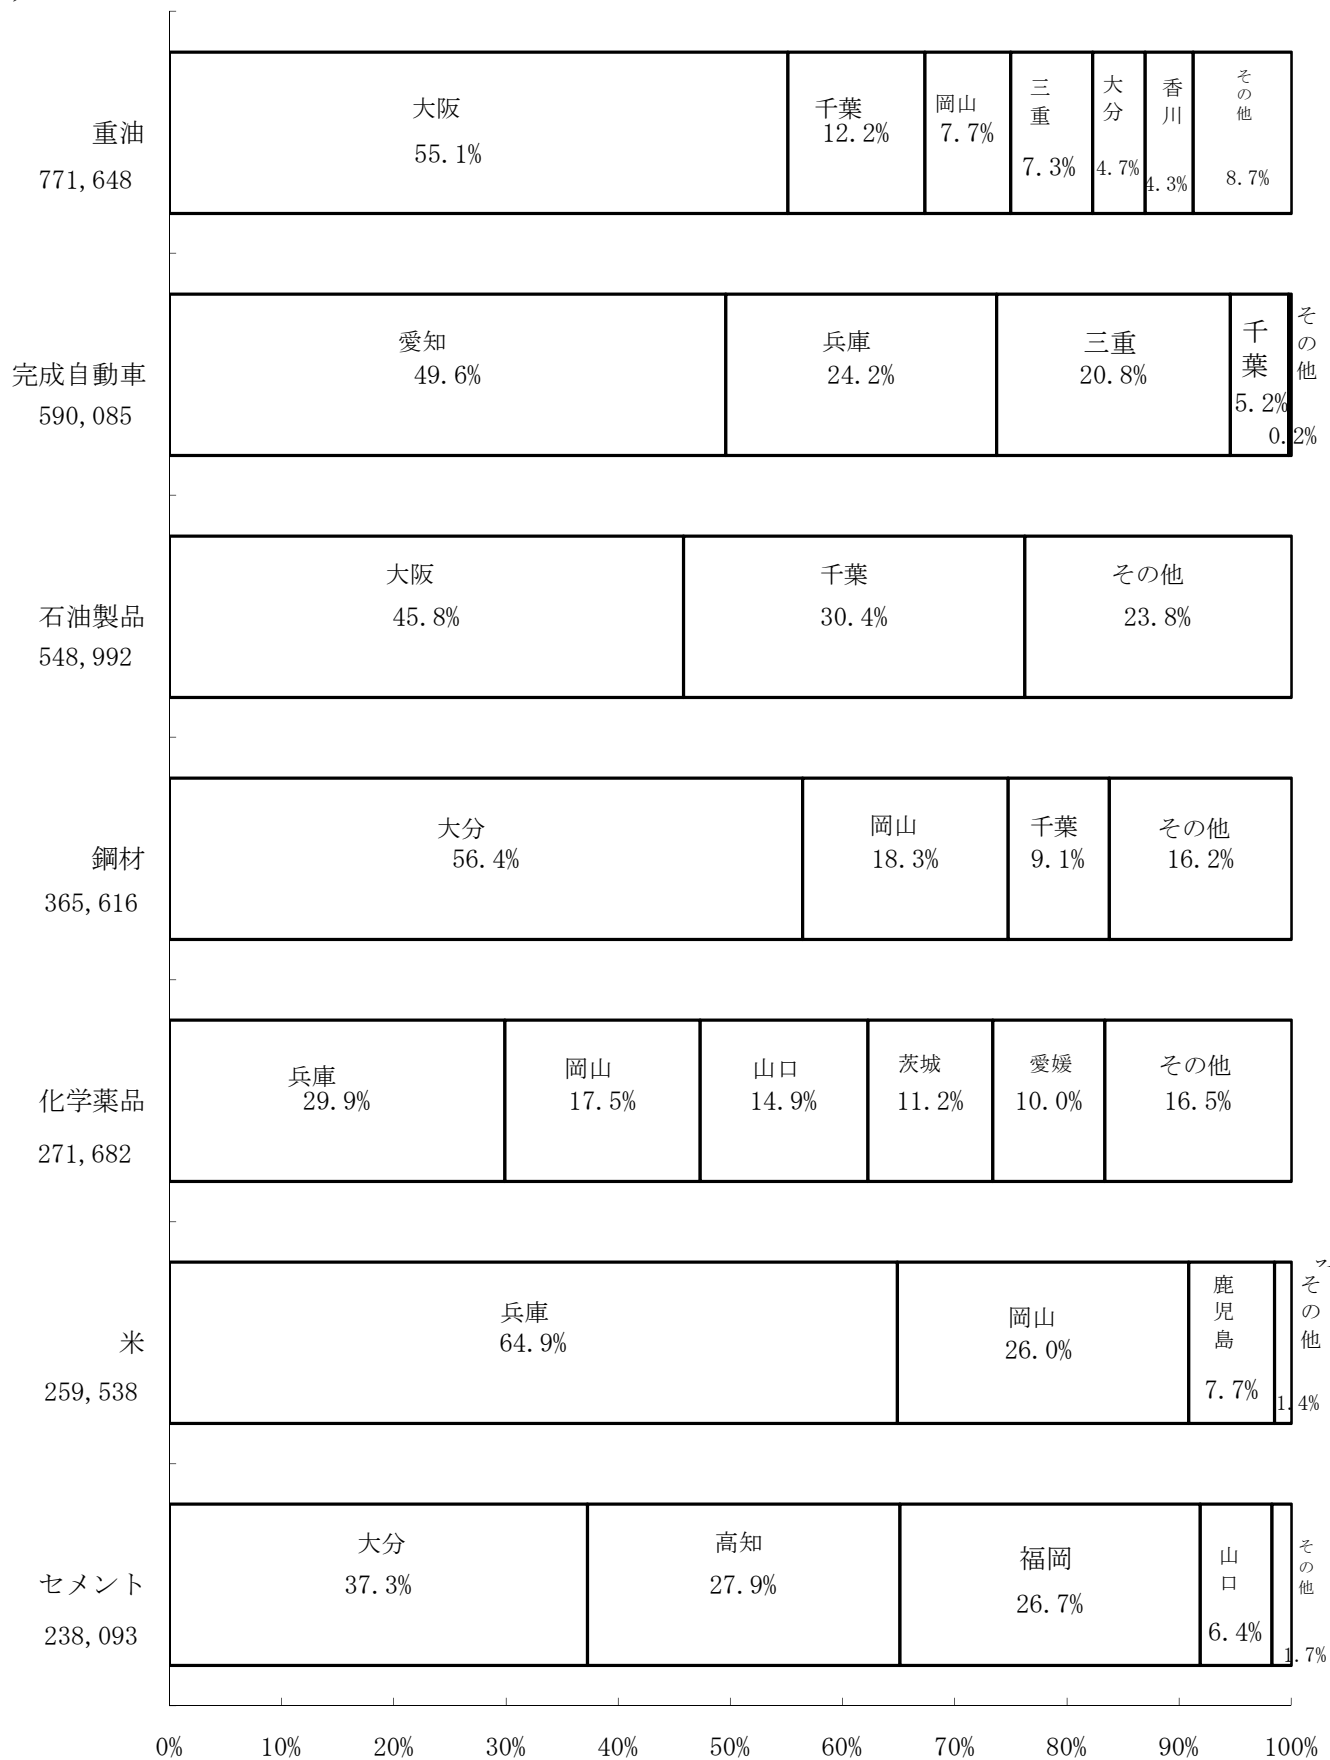 重油
771,648
大阪
55.1%
千葉
12.2%
岡山
7.7%
三重
7.3%
大分
4.7%
香川
4.3%
その他
8.7%
完成自動車
590,085
愛知
49.6%
兵庫
24.2%
三重
20.8%
千葉
5.2%
その他
0.2%
石油製品
548,992
大阪
45.8%
千葉
30.4%
その他
23.8%
鋼材
365,616
大分
56.4%
岡山
18.3%
千葉
9.1%
その他
16.2%
化学薬品
271,682
兵庫
29.9%
岡山
17.5%
山口
14.9%
茨城
11.2%
愛媛
10.0%
その他
16.5%
米
259,538
兵庫
64.9%
岡山
26.0%
鹿児島
7.7%
その他
1.4%
セメント
238,093
大分
37.3%
高知
27.9%
福岡
26.7%
山口
6.4%
その他
1.7%
0% 10% 20% 30% 40% 50% 60% 70% 80% 90% 100%